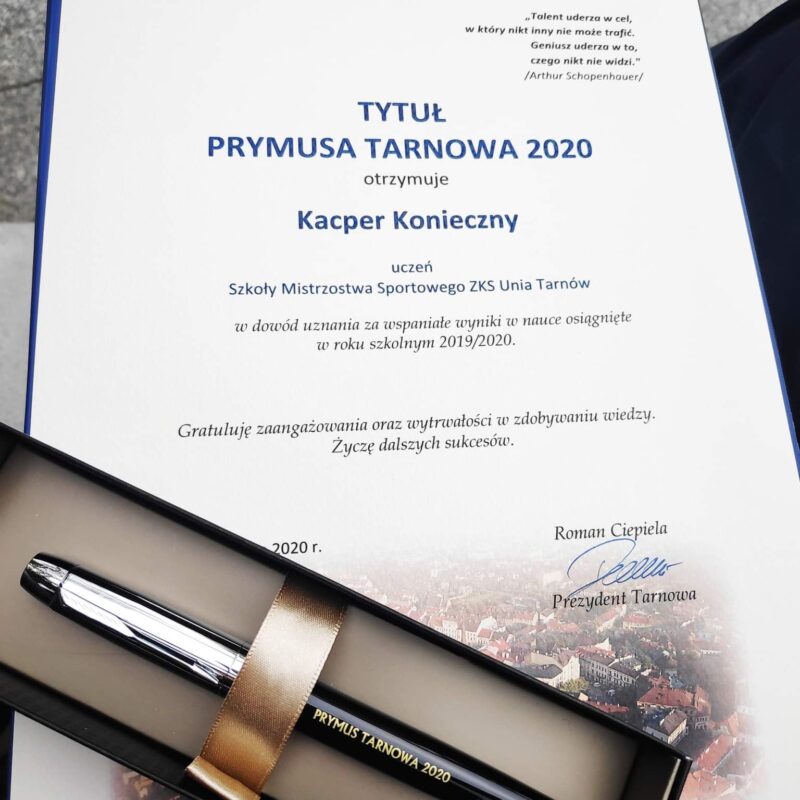 „Talent uderza w cel,
w który nikt inny nie może trafić.
Geniusz uderza w to,
czego nikt nie widzi."
/Arthur Schopenhauer/
TYTUŁ
PRYMUSA TARNOWA 2020
otrzymuje
Kacper Konieczny
uczeń
Szkoły Mistrzostwa Sportowego ZKS Unia Tarnów
w dowód uznania za wspaniałe wyniki w nauce osiągnięte
w roku szkolnym 2019/2020.
Gratuluję zaangażowania oraz wytrwałości w zdobywaniu wiedzy.
Życzę dalszych sukcesów.
2020 r.
Roman Ciepiela
Prezydent Tarnowa
PRYMUS TARNOWA 2020